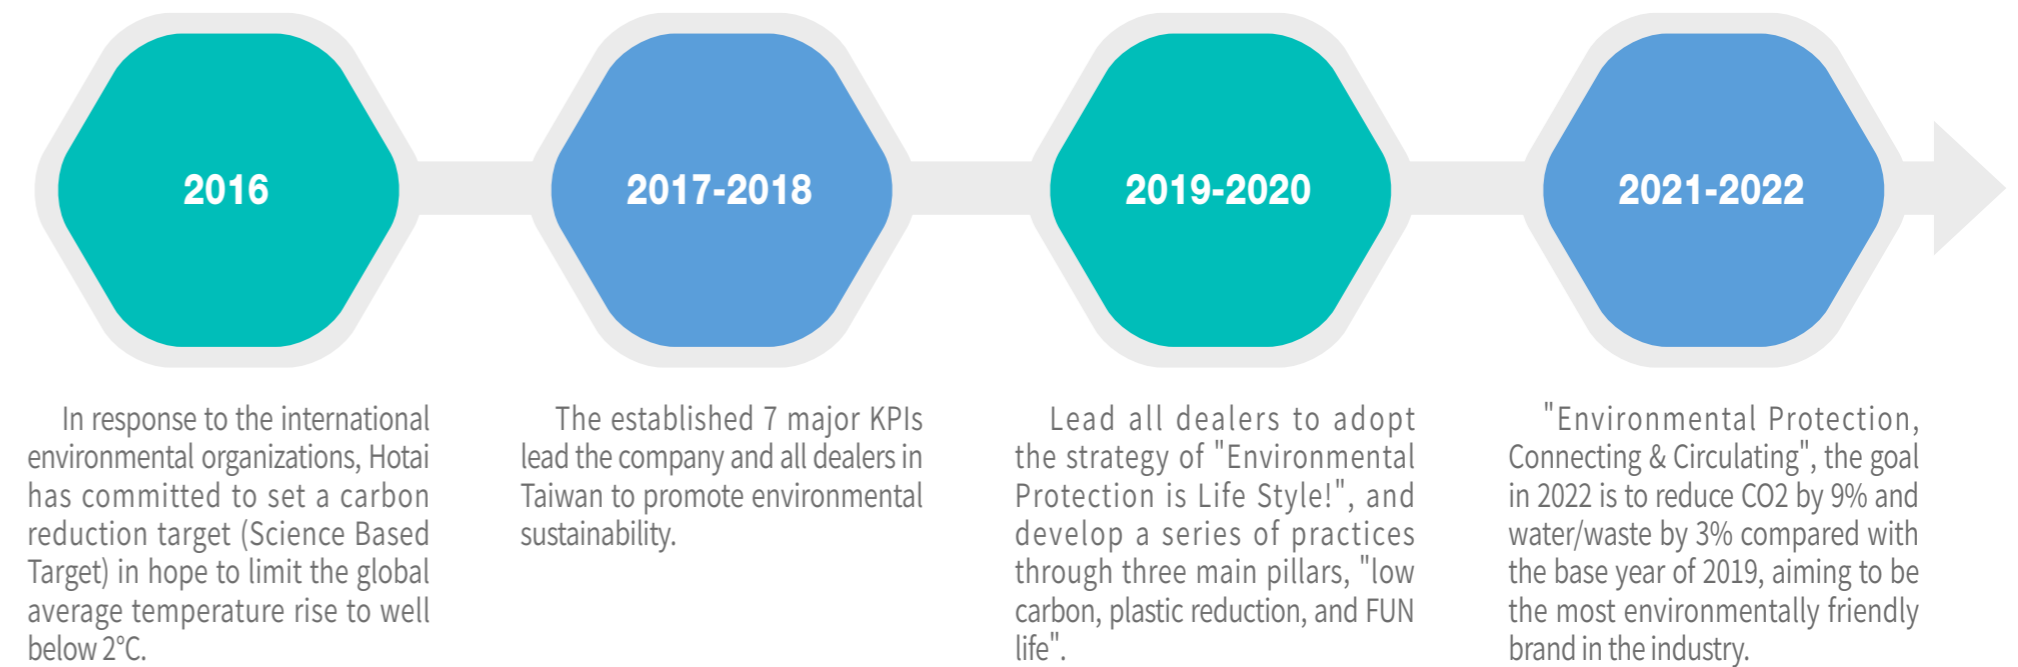 2016
In response to the international
environmental organizations, Hotai
has committed to set a carbon
reduction target (Science Based
Target) in hope to limit the global
average temperature rise to well
below 2°C.
2017-2018
The established 7 major KPIs
lead the company and all dealers in
Taiwan to promote environmental
sustainability.
2019-2020
Lead all dealers to adopt
the strategy of "Environmental
Protection is Life Style!", and
develop a series of practices
through three main pillars, "low
carbon, plastic reduction, and FUN
life".
2021-2022
"Environmental Protection,
Connecting & Circulating", the goal
in 2022 is to reduce CO2 by 9% and
water/waste by 3% compared with
the base year of 2019, aiming to be
the most environmentally friendly
brand in the industry.